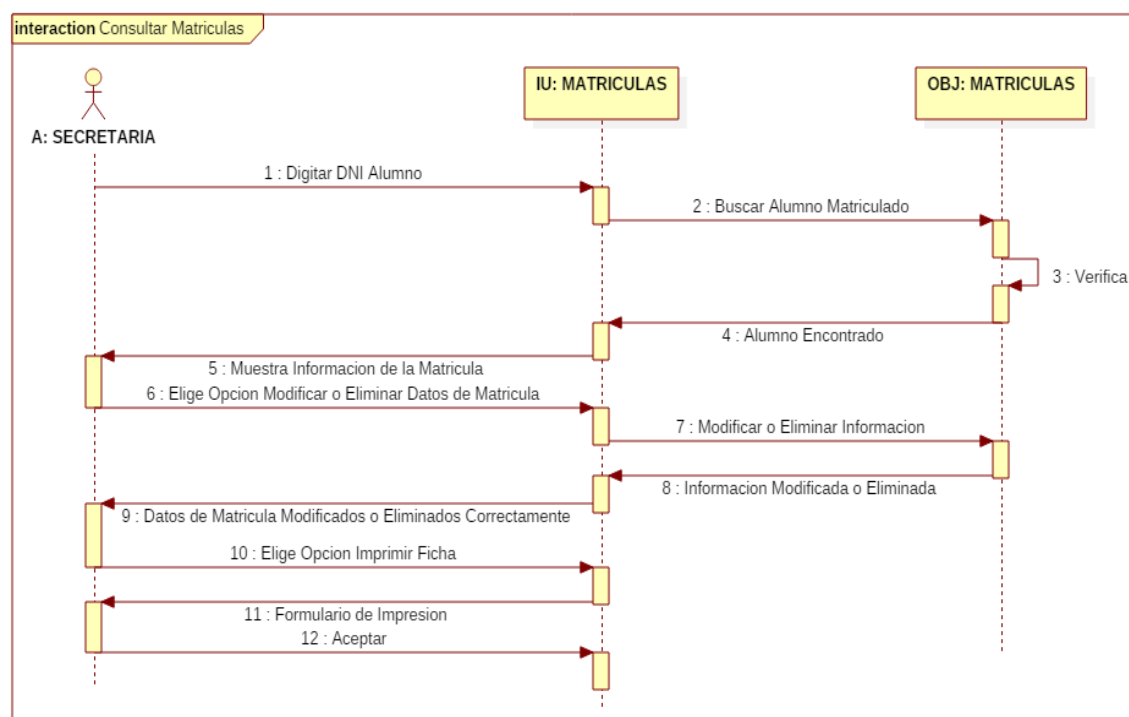 interaction Consultar Matriculas
A: SECRETARIA
IU: MATRICULAS
OBJ: MATRICULAS
1 : Digitar DNI Alumno
2 : Buscar Alumno Matriculado
3 : Verifica
4 : Alumno Encontrado
5 : Muestra Informacion de la Matricula
6 : Elige Opcion Modificar o Eliminar Datos de Matricula
7 : Modificar o Eliminar Informacion
8 : Informacion Modificada o Eliminada
9 : Datos de Matricula Modificados o Eliminados Correctamente
10 : Elige Opcion Imprimir Ficha
11 : Formulario de Impresion
12 : Aceptar